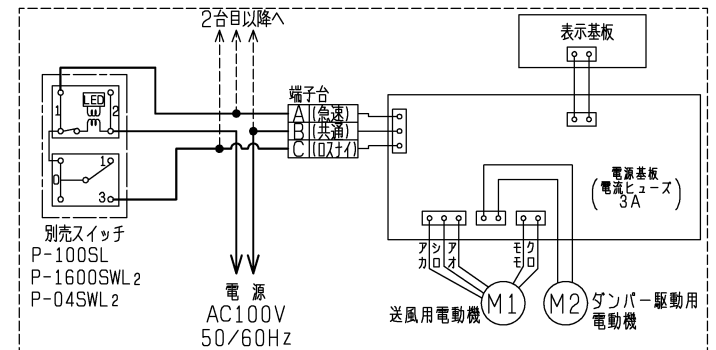 2台目以降へ
表示基板
端子台
LED
1
2
A (急速)
B (共通)
C (ロスナイ)
0
1
3
電源基板
(電流ヒューズ)
3A
別売スイッチ
P-100SL
P-1600SWL2
P-04SWL2
アカ
シロ
アオ
モモ
クロ
電源
AC100V
50/60Hz
送風用電動機
M1
M2
ダンパー駆動用
電動機